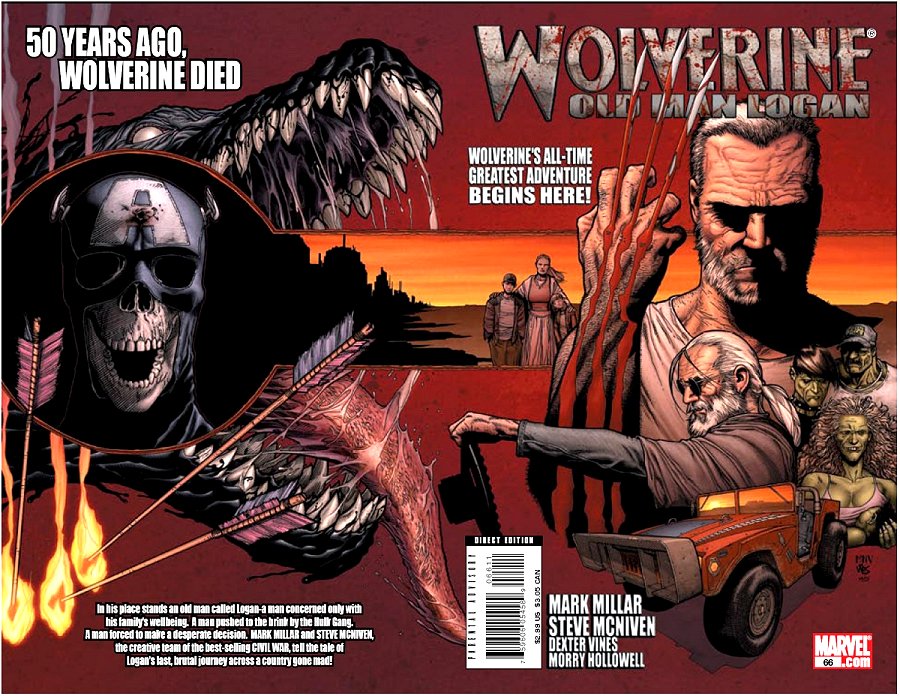 50 YEARS AGO,
WOLVERINE DIED
A
In his place stands an old man called Logan-a man concerned only with
his family's wellbeing. A man pushed to the brink by the Hulk Gang.
A man forced to make a desperate decision. MARK MILLAR and STEVE MCNIVEN,
the creative team of the best-selling CIVIL WAR, tell the tale of
Logan's last, brutal journey across a country gone mad!
WOLVERINE®
OLD MAN LOGAN
WOLVERINE'S ALL-TIME
GREATEST ADVENTURE
BEGINS HERE!
DIRECT EDITION
PARENTAL ADVISORY
06611
$2.99 US $3.05 CAN
MARK MILLAR
STEVE MCNIVEN
DEXTER VINES
MORRY HOLLOWELL
MARVEL
66 .COM